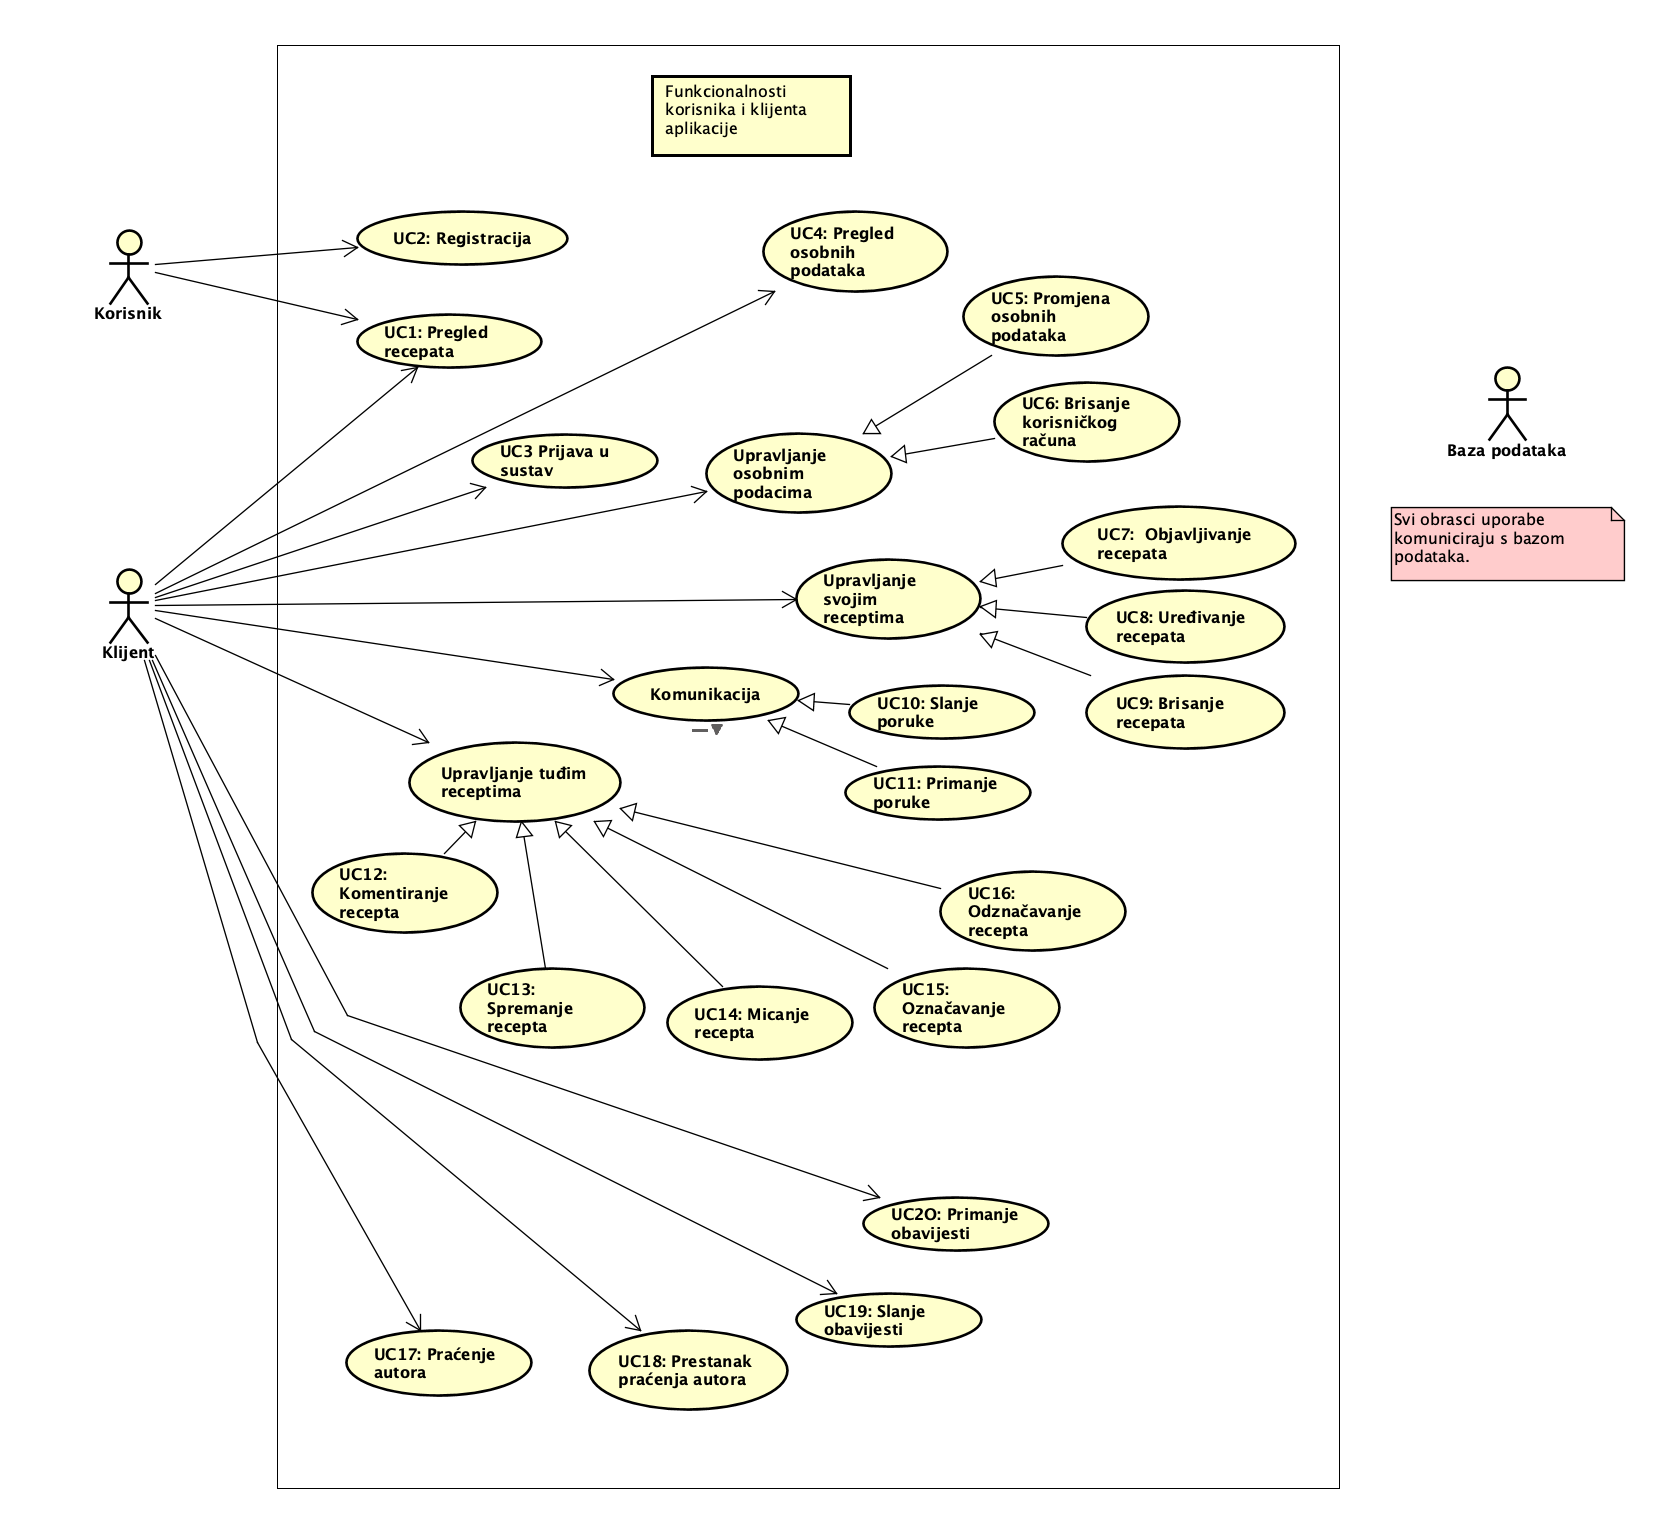 Funkcionalnosti
korisnika i klijenta
aplikacije
Korisnik
UC2: Registracija
UC1: Pregled
recepata
UC4: Pregled
osobnih
podataka
UC5: Promjena
osobnih
podataka
UC6: Brisanje
korisničkog
računa
Baza podataka
UC3 Prijava u
sustav
Upravljanje
osobnim
podacima
Svi obrasci uporabe
komuniciraju s bazom
podataka.
UC7:  Objavljivanje
recepata
Upravljanje
svojim
receptima
UC8: Uređivanje
recepata
Klijent
Komunikacija
UC10: Slanje
poruke
UC9: Brisanje
recepata
Upravljanje tuđim
receptima
UC11: Primanje
poruke
UC12:
Komentiranje
recepta
UC16:
Odznačavanje
recepta
UC13:
Spremanje
recepta
UC14: Micanje
recepta
UC15:
Označavanje
recepta
UC2O: Primanje
obavijesti
UC19: Slanje
obavijesti
UC17: Praćenje
autora
UC18: Prestanak
praćenja autora